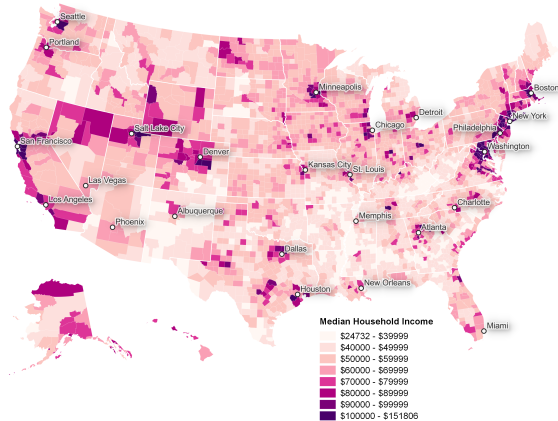 Seattle
Portland
Minneapolis
Boston
Detroit
New York
Chicago
Philadelphia
Salt Lake City
San Francisco
Washington
Denver
Kansas City
St. Louis
Las Vegas
Los Angeles
Charlotte
Albuquerque
Memphis
Phoenix
Atlanta
Dallas
New Orleans
Houston
Miami
Median Household Income
$24732 - $39999
$40000 - $49999
$50000 - $59999
$60000 - $69999
$70000 - $79999
$80000 - $89999
$90000 - $99999
$100000 - $151806